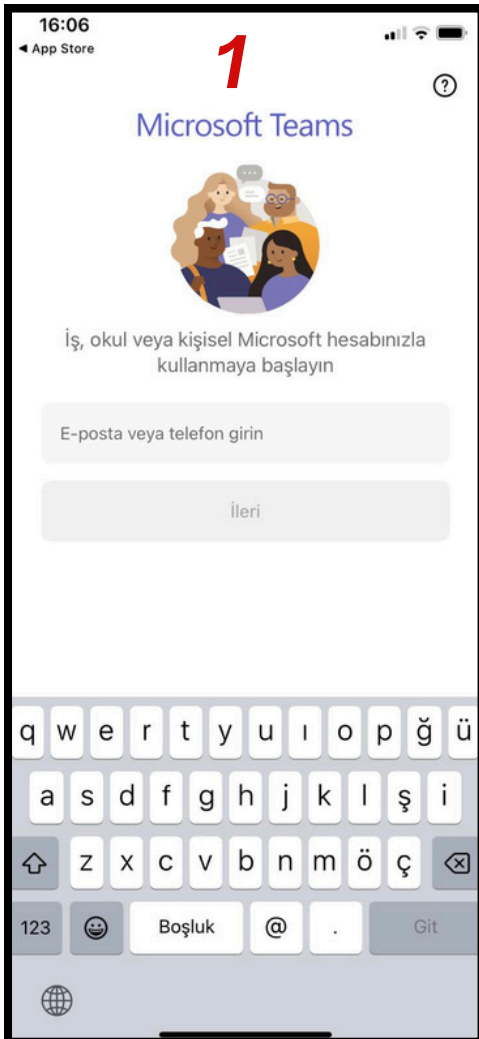 16:06
◀ App Store
1
?
Microsoft Teams
İş, okul veya kişisel Microsoft hesabınızla
kullanmaya başlayın
E-posta veya telefon girin
İleri
q w e r t y u ı o p ğ ü
a s d f g h j k l ş i
z x c v b n m ö ç
123 Boşluk @ . Git